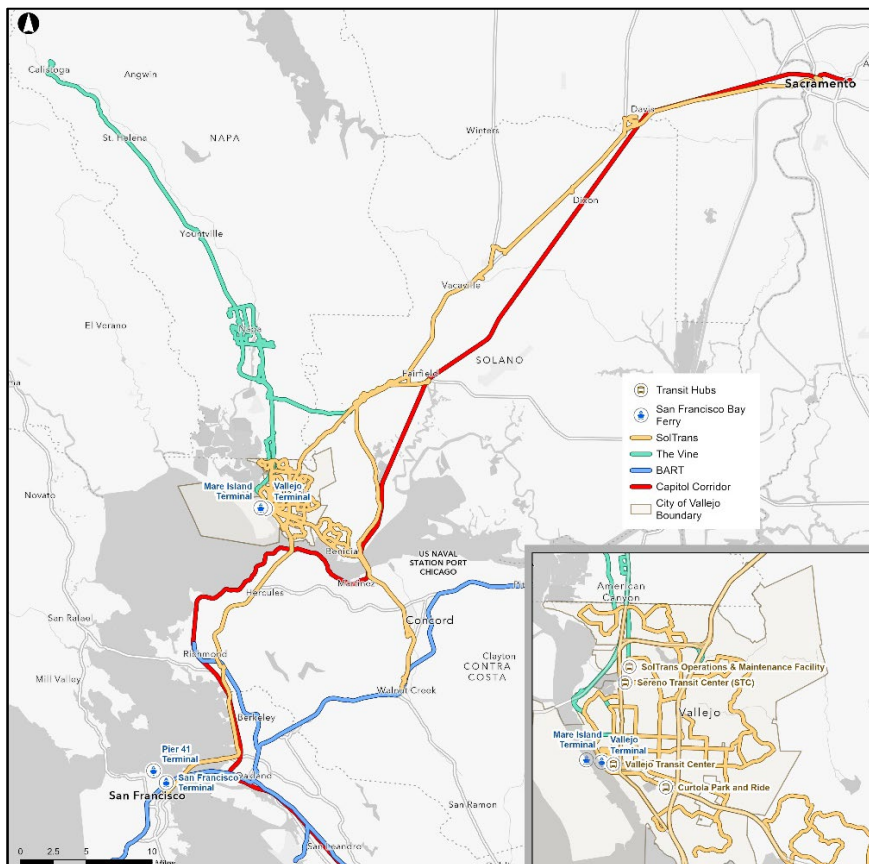 Calistoga
Angwin
St. Helena
NAPA
Yountville
El Verano
Napa
Winters
Davis
Sacramento
Dixon
Vacaville
Fairfield
SOLANO
Transit Hubs
San Francisco Bay
Ferry
SolTrans
The Vine
BART
Capitol Corridor
City of Vallejo
Boundary
Novato
Mare Island
Terminal
Vallejo
Terminal
Benicia
US NAVAL
STATION PORT
CHICAGO
Martinez
Hercules
Concord
San Rafael
Richmond
Clayton
CONTRA
COSTA
Mill Valley
Walnut Creek
Berkeley
Pier 41
Terminal
San Francisco
Terminal
San Francisco
Oakland
San Ramon
San Leandro
0 2.5 5 10
Miles
American
Canyon
SolTrans Operations & Maintenance Facility
Sereno Transit Center (STC)
Vallejo
Mare Island
Terminal
Vallejo
Terminal
Vallejo Transit Center
Curtola Park and Ride